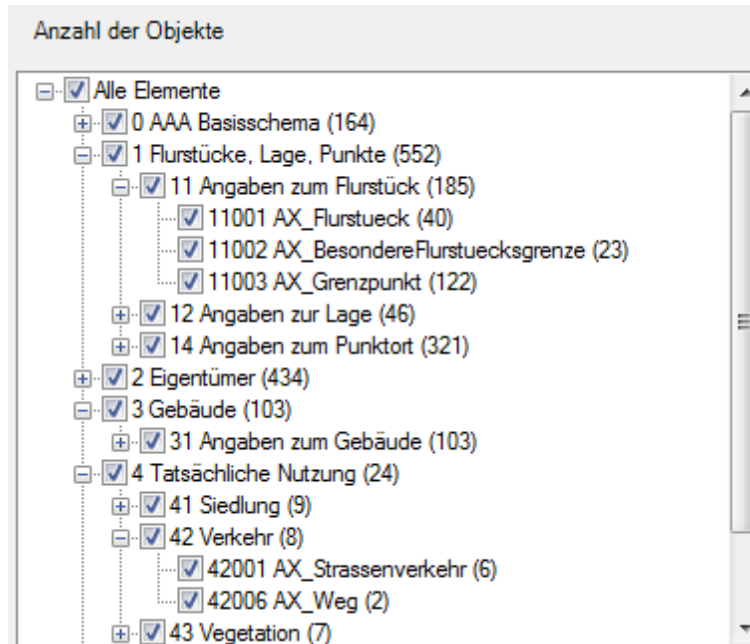 Anzahl der Objekte
Alle Elemente
0 AAA Basisschema (164)
1 Flurstücke, Lage, Punkte (552)
11 Angaben zum Flurstück (185)
11001 AX_Flurstueck (40)
11002 AX_BesondereFlurstuecksgrenze (23)
11003 AX_Grenzpunkt (122)
12 Angaben zur Lage (46)
14 Angaben zum Punktort (321)
2 Eigentümer (434)
3 Gebäude (103)
31 Angaben zum Gebäude (103)
4 Tatsächliche Nutzung (24)
41 Siedlung (9)
42 Verkehr (8)
42001 AX_Strassenverkehr (6)
42006 AX_Weg (2)
43 Vegetation (7)